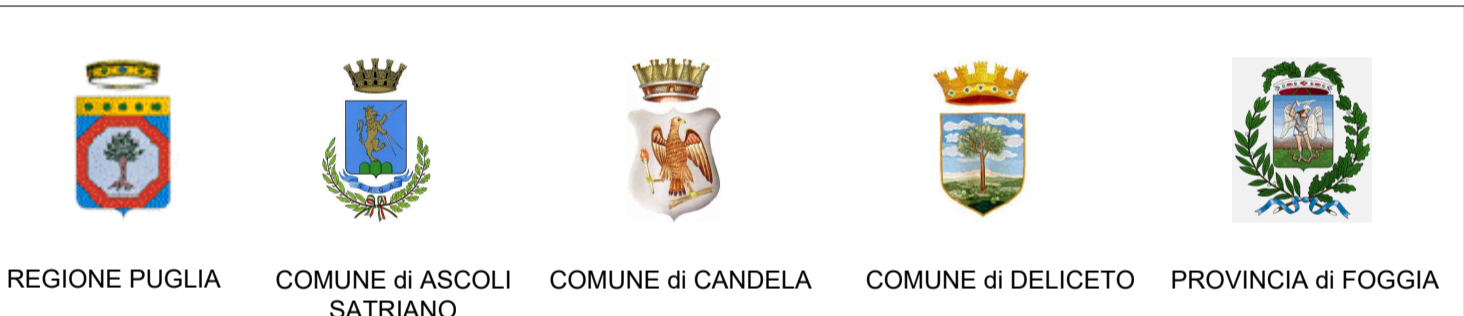 REGIONE PUGLIA
COMUNE di ASCOLI
SATRIANO
COMUNE di CANDELA
COMUNE di DELICETO
PROVINCIA di FOGGIA